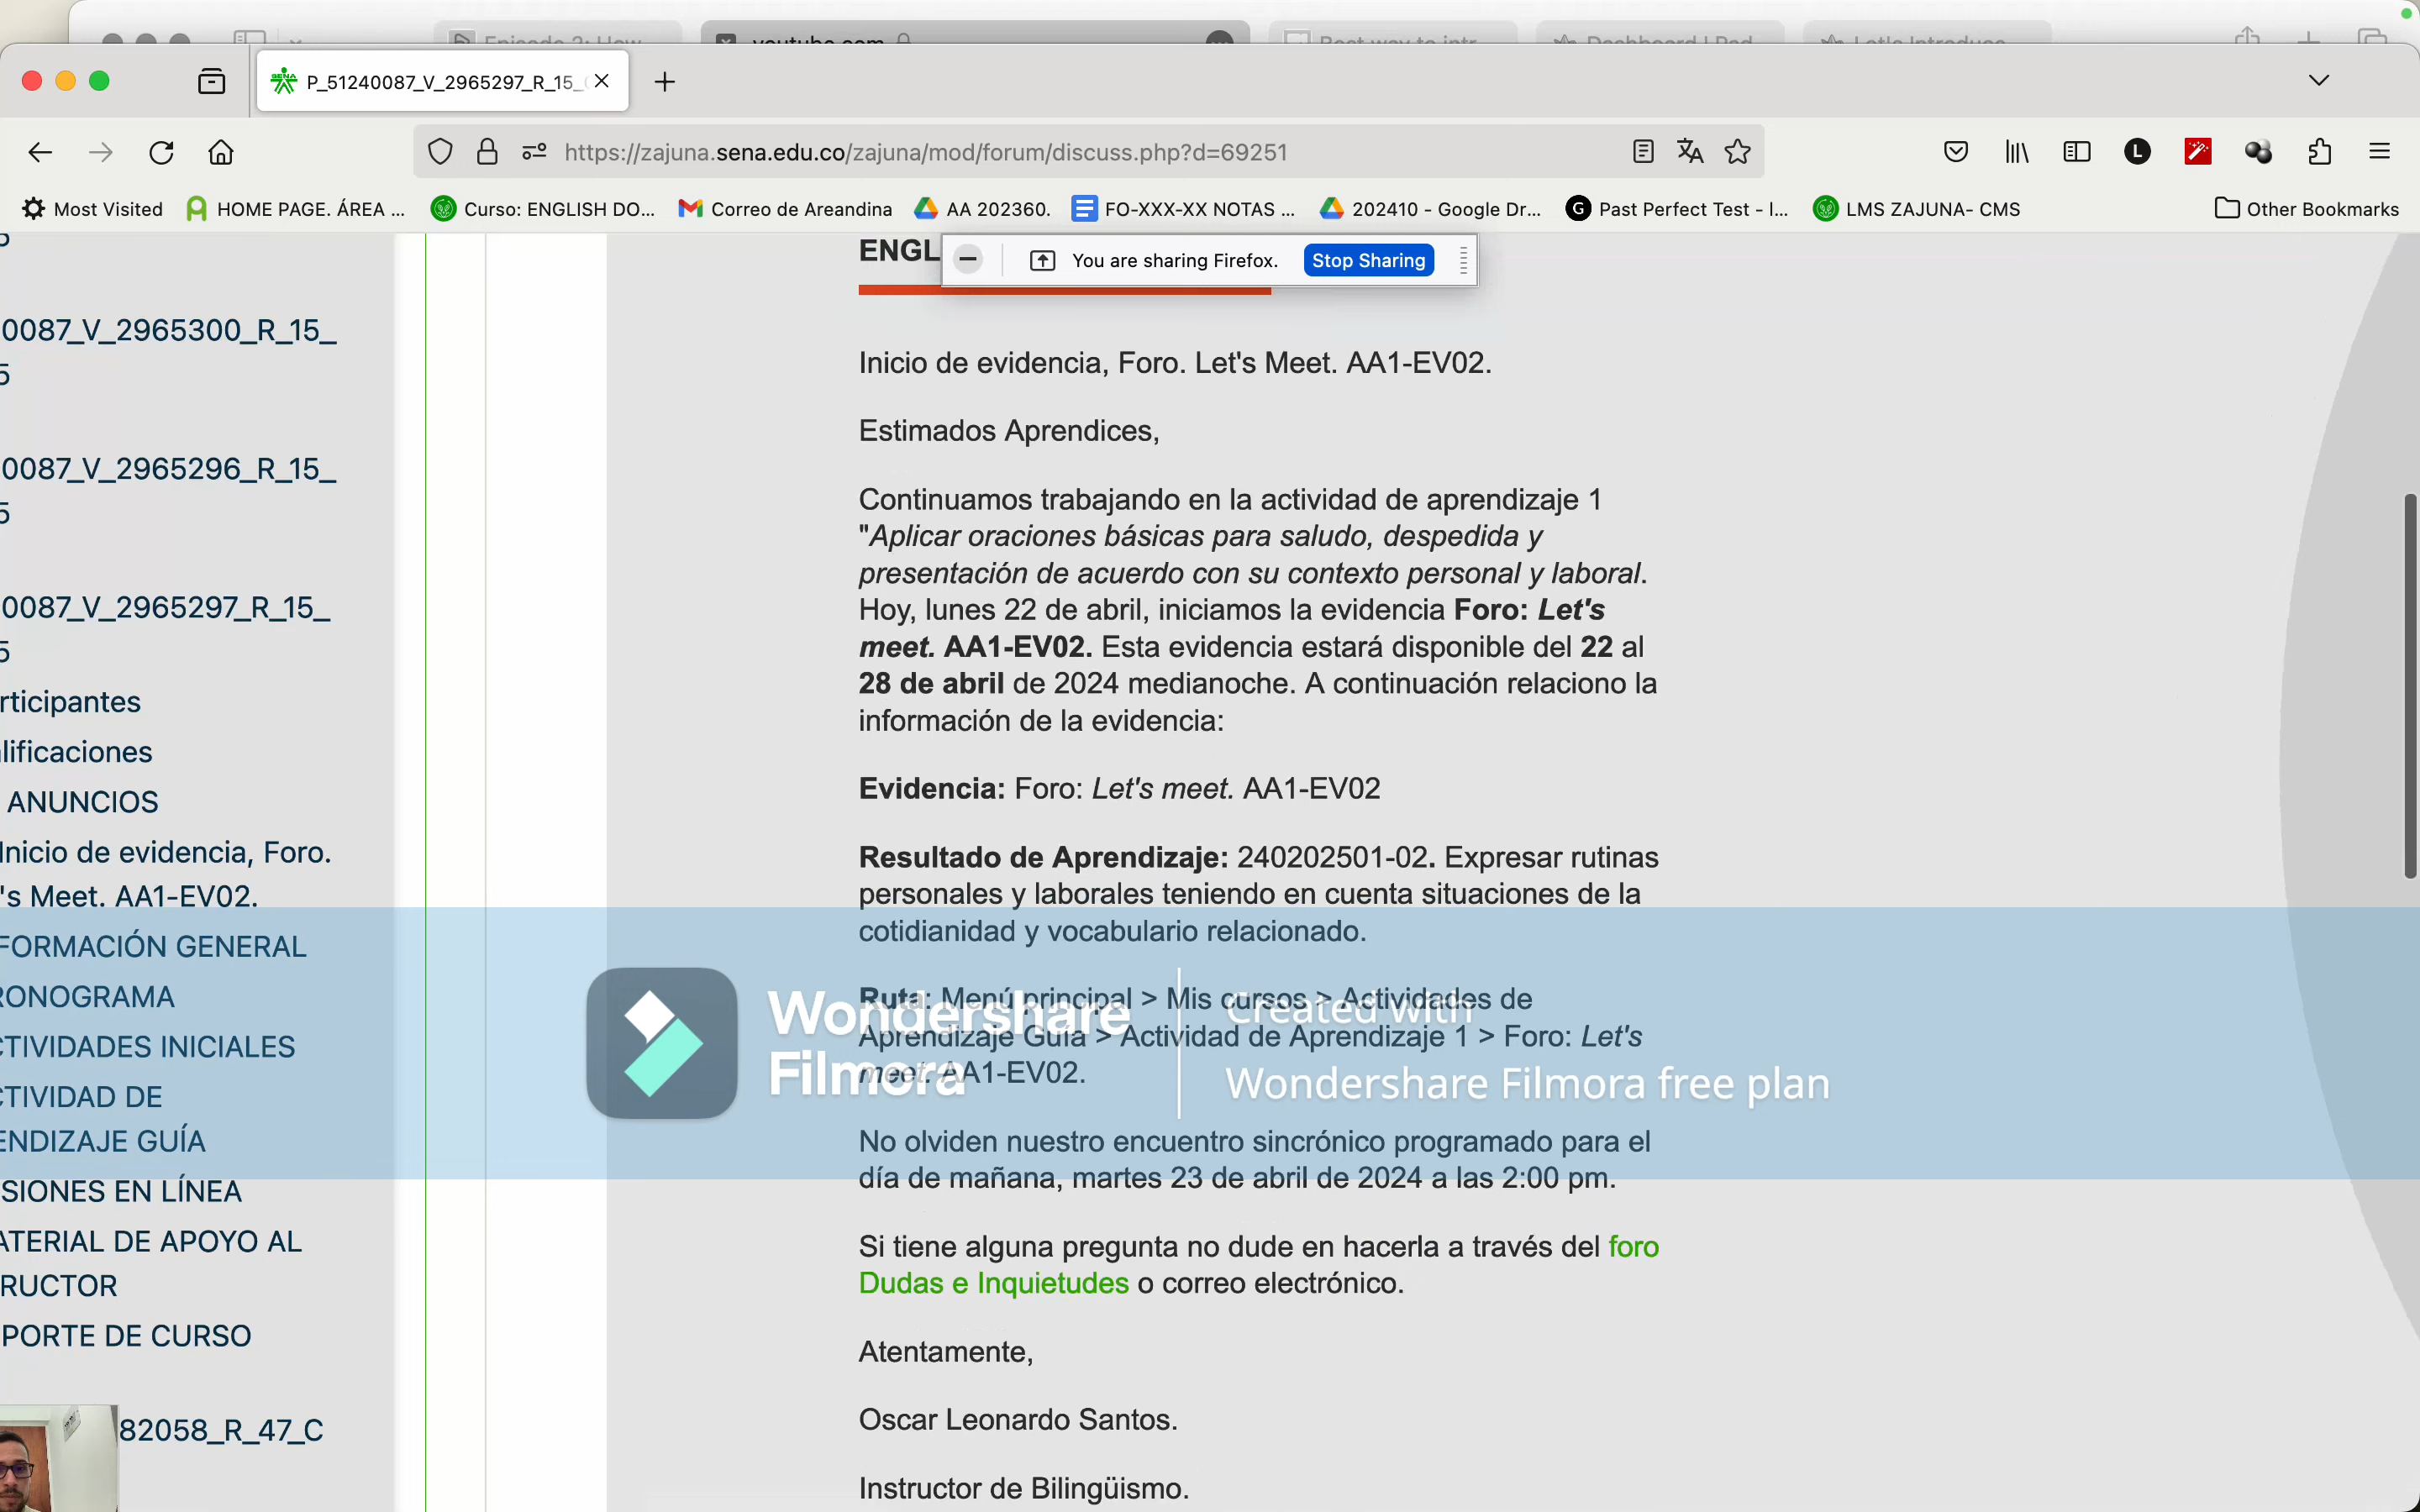 P_51240087_V_2965297_R_15_
https://zajuna.sena.edu.co/zajuna/mod/forum/discuss.php?d=69251
Most Visited
HOME PAGE. ÁREA ...
Curso: ENGLISH DO...
Correo de Areandina
AA 202360.
FO-XXX-XX NOTAS ...
202410 - Google Dr...
Past Perfect Test - I...
LMS ZAJUNA- CMS
Other Bookmarks
You are sharing Firefox.
Stop Sharing
0087_V_2965300_R_15_
5
0087_V_2965296_R_15_
5
0087_V_2965297_R_15_
5
rticipantes
lificaciones
ANUNCIOS
Inicio de evidencia, Foro.
's Meet. AA1-EV02.
FORMACIÓN GENERAL
RONOGRAMA
CTIVIDADES INICIALES
CTIVIDAD DE
ENDIZAJE GUÍA
SIONES EN LÍNEA
ATERIAL DE APOYO AL
RUCTOR
PORTE DE CURSO
82058_R_47_C
ENGL
Inicio de evidencia, Foro. Let's Meet. AA1-EV02.
Estimados Aprendices,
Continuamos trabajando en la actividad de aprendizaje 1
"Aplicar oraciones básicas para saludo, despedida y
presentación de acuerdo con su contexto personal y laboral.
Hoy, lunes 22 de abril, iniciamos la evidencia Foro: Let's
meet. AA1-EV02. Esta evidencia estará disponible del 22 al
28 de abril de 2024 medianoche. A continuación relaciono la
información de la evidencia:
Evidencia: Foro: Let's meet. AA1-EV02
Resultado de Aprendizaje: 240202501-02. Expresar rutinas
personales y laborales teniendo en cuenta situaciones de la
cotidianidad y vocabulario relacionado.
Ruta: Menú principal > Mis cursos > Actividades de
Aprendizaje Guía > Actividad de Aprendizaje 1 > Foro: Let's
meet. AA1-EV02.
Wondershare
Filmora
Created with
Wondershare Filmora free plan
No olviden nuestro encuentro sincrónico programado para el
día de mañana, martes 23 de abril de 2024 a las 2:00 pm.
Si tiene alguna pregunta no dude en hacerla a través del foro
Dudas e Inquietudes o correo electrónico.
Atentamente,
Oscar Leonardo Santos.
Instructor de Bilingüismo.